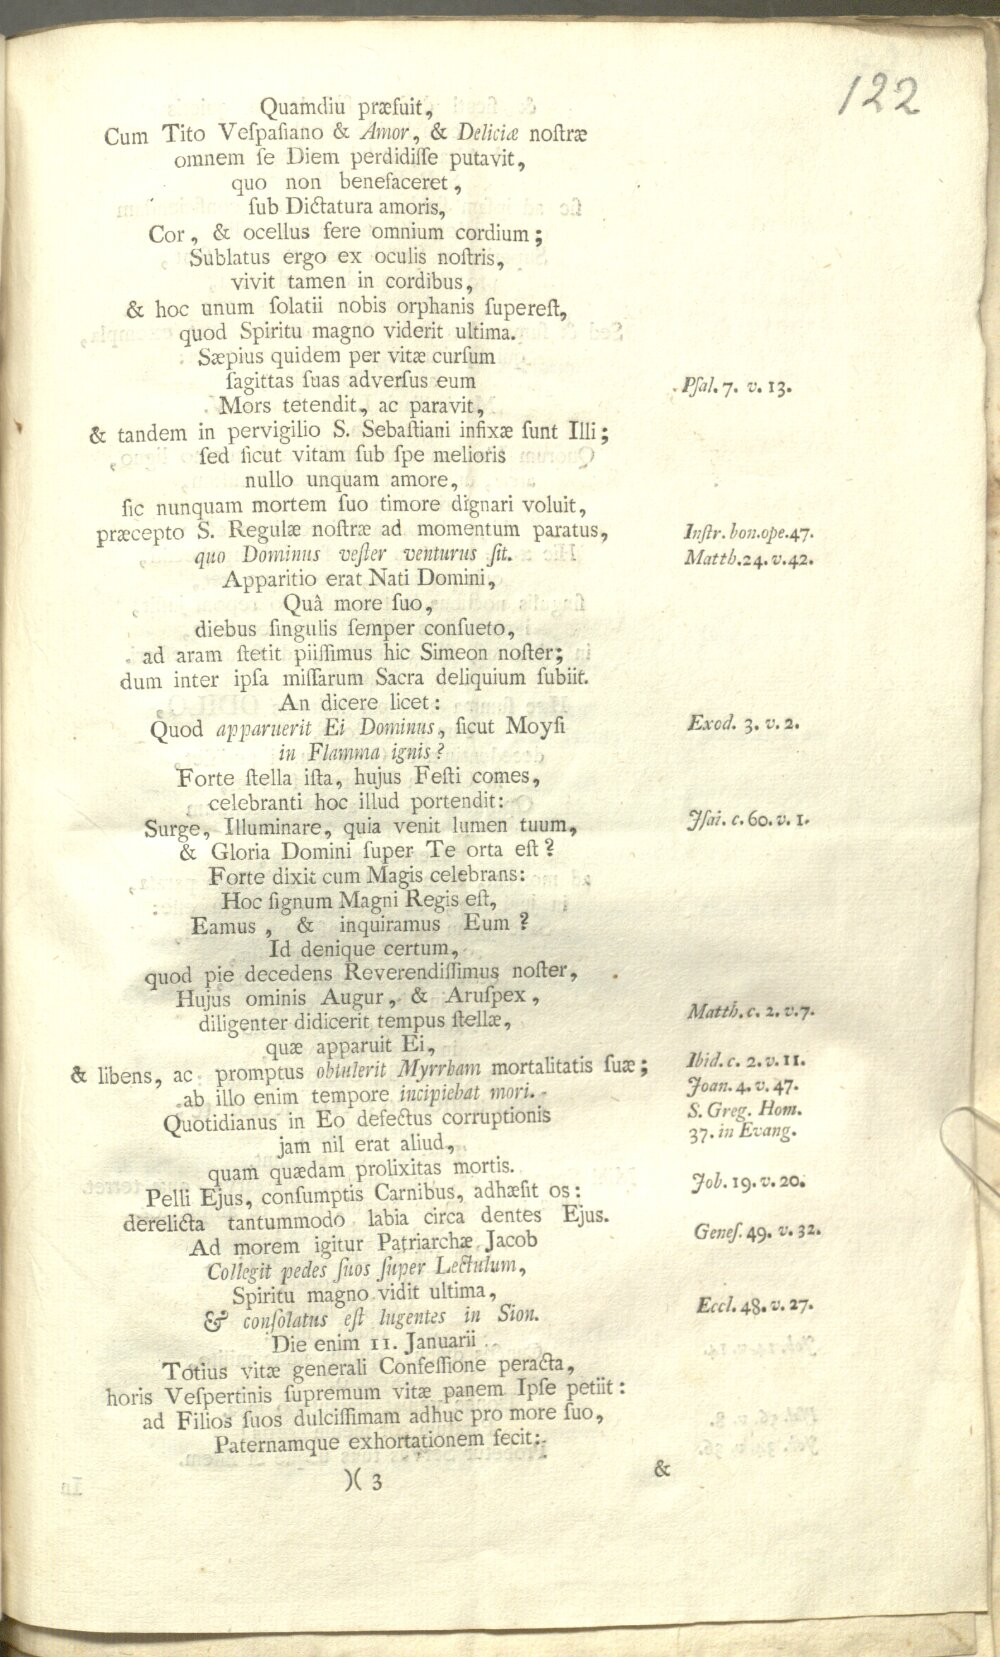 122
Quamdiu præfuit,
Cum Tito Veſpaſiano & Amor, & Deliciæ noſtræ
omnem ſe Diem perdidiſſe putavit,
quo non benefaceret,
ſub Dictatura amoris,
Cor, & ocellus fere omnium cordium;
Sublatus ergo ex oculis noſtris,
vivit tamen in cordibus,
& hoc unum ſolatii nobis orphanis ſupereſt,
quod Spiritu magno viderit ultima.
Sæpius quidem per vitæ curſum
ſagittas ſuas adverſus eum
Pſal. 7. v. 13.
Mors tetendit, ac paravit,
& tandem in pervigilio S. Sebaſtiani infixæ ſunt Illi;
ſed ſicut vitam ſub ſpe melioris
nullo unquam amore,
ſic nunquam mortem ſuo timore dignari voluit,
præcepto S. Regulæ noſtræ ad momentum paratus,
Inſtr. bon. ope. 47.
quo Dominus veſter venturus ſit.
Matth. 24. v. 42.
Apparitio erat Nati Domini,
Quâ more ſuo,
diebus ſingulis ſemper conſueto,
ad aram ſtetit piiſſimus hic Simeon noſter;
dum inter ipſa miſſarum Sacra deliquium ſubiit.
An dicere licet:
Quod apparuerit Ei Dominus, ſicut Moyſi
Exod. 3. v. 2.
in Flamma ignis?
Forte ſtella iſta, hujus Feſti comes,
celebranti hoc illud portendit:
Surge, Illuminare, quia venit lumen tuum,
Iſai. c. 60. v. 1.
& Gloria Domini ſuper Te orta eſt?
Forte dixit cum Magis celebrans:
Hoc ſignum Magni Regis eſt,
Eamus, & inquiramus Eum?
Id denique certum,
quod pie decedens Reverendiſſimus noſter,
Hujus ominis Augur, & Aruſpex,
diligenter didicerit tempus ſtellæ,
Matth. c. 2. v. 7.
quæ apparuit Ei,
& libens, ac promptus obtulerit Myrrham mortalitatis ſuæ;
Ibid. c. 2. v. 11.
ab illo enim tempore incipiebat mori.
Joan. 4. v. 47.
Quotidianus in Eo defectus corruptionis
S. Greg. Hom.
jam nil erat aliud,
37. in Evang.
quam quædam prolixitas mortis.
Pelli Ejus, conſumptis Carnibus, adhæſit os:
Job. 19. v. 20.
derelicta tantummodo labia circa dentes Ejus.
Ad morem igitur Patriarchæ Jacob
Geneſ. 49. v. 32.
Collegit pedes ſuos ſuper Lectulum,
Spiritu magno vidit ultima,
& conſolatus eſt lugentes in Sion.
Eccl. 48. v. 27.
Die enim 11. Januarii
Totius vitæ generali Confeſſione peracta,
horis Veſpertinis ſupremum vitæ panem Ipſe petiit:
ad Filios ſuos dulciſſimam adhuc pro more ſuo,
Paternamque exhortationem fecit:
)( 3
&